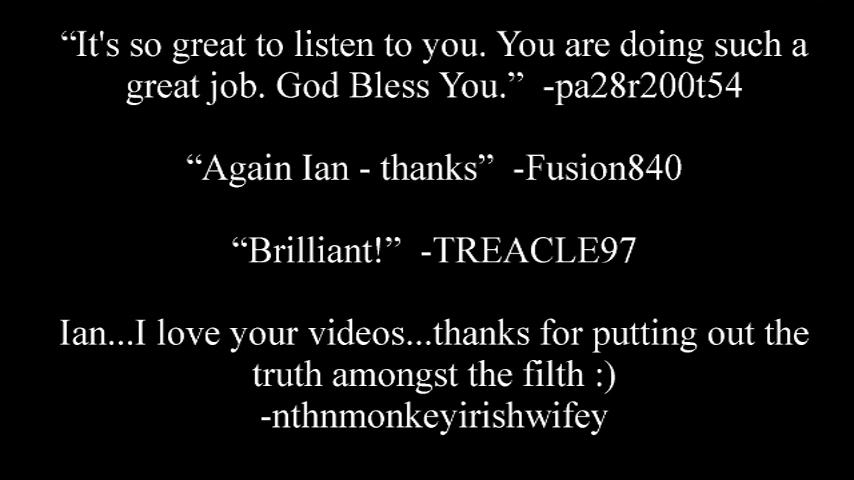 “It's so great to listen to you. You are doing such a
great job. God Bless You.” -pa28r200t54
“Again Ian - thanks” -Fusion840
“Brilliant!” -TREACLE97
Ian...I love your videos...thanks for putting out the
truth amongst the filth :)
-nthnmonkeyirishwifey